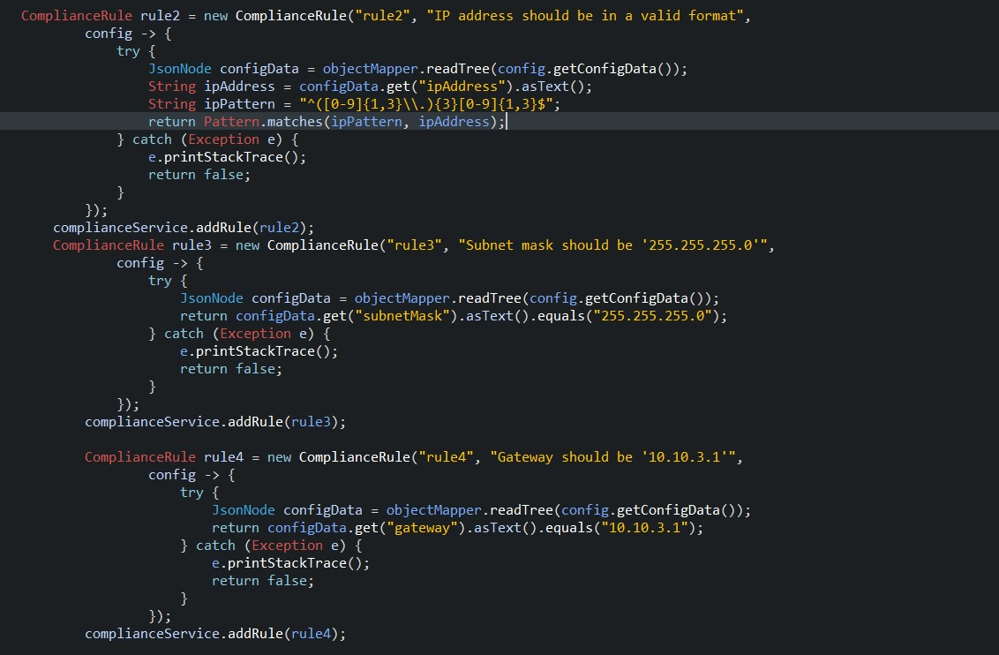 ComplianceRule rule2 = new ComplianceRule("rule2", "IP address should be in a valid format",
config -> {
try {
JsonNode configData = objectMapper.readTree(config.getConfigData());
String ipAddress = configData.get("ipAddress").asText();
String ipPattern = "^([0-9]{1,3}\\.){3}[0-9]{1,3}$";
return Pattern.matches(ipPattern, ipAddress);
} catch (Exception e) {
e.printStackTrace();
return false;
}
});
complianceService.addRule(rule2);
ComplianceRule rule3 = new ComplianceRule("rule3", "Subnet mask should be '255.255.255.0'",
config -> {
try {
JsonNode configData = objectMapper.readTree(config.getConfigData());
return configData.get("subnetMask").asText().equals("255.255.255.0");
} catch (Exception e) {
e.printStackTrace();
return false;
}
});
complianceService.addRule(rule3);
ComplianceRule rule4 = new ComplianceRule("rule4", "Gateway should be '10.10.3.1'",
config -> {
try {
JsonNode configData = objectMapper.readTree(config.getConfigData());
return configData.get("gateway").asText().equals("10.10.3.1");
} catch (Exception e) {
e.printStackTrace();
return false;
}
});
complianceService.addRule(rule4);